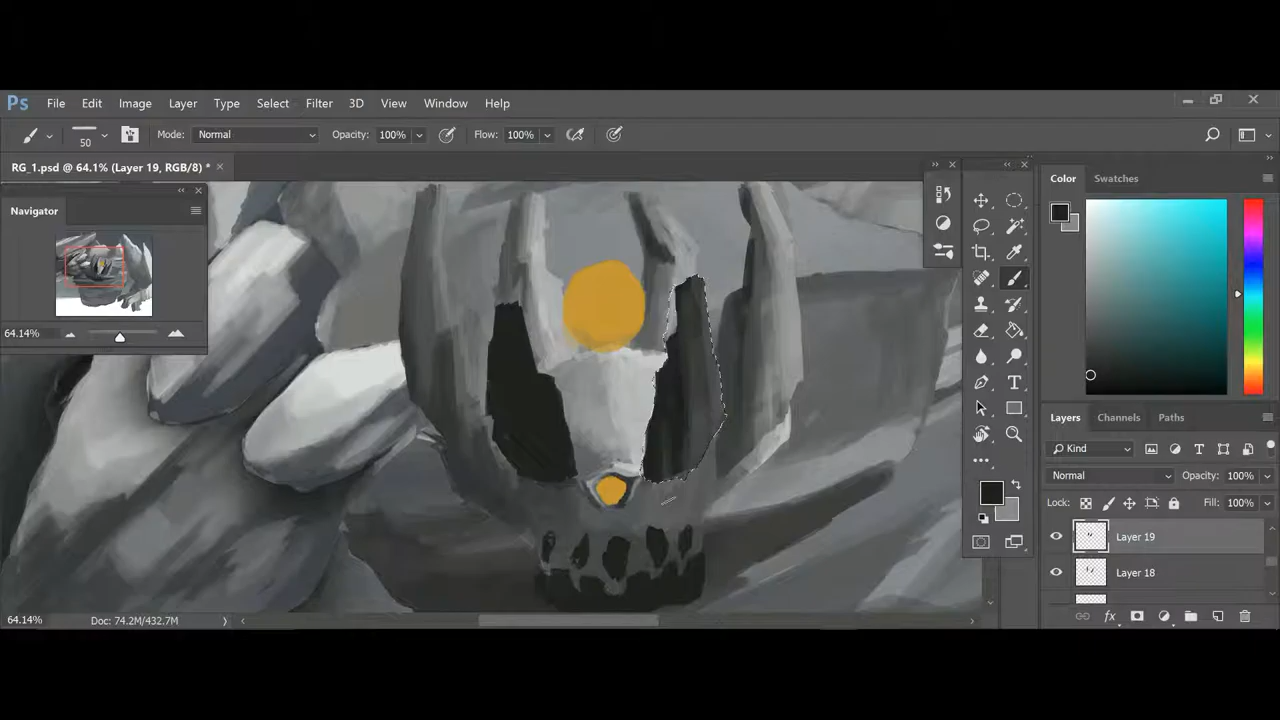 Ps File Edit Image Layer Type Select Filter 3D View Window Help
50 Mode: Normal Opacity: 100% Flow: 100%
RG_1.psd @ 64.1% (Layer 19, RGB/8) *
Navigator
64.14%
Color Swatches
Layers Channels Paths
Kind
Normal Opacity: 100%
Lock: Fill: 100%
Layer 19
Layer 18
fx
64.14% Doc: 74.2M/432.7M